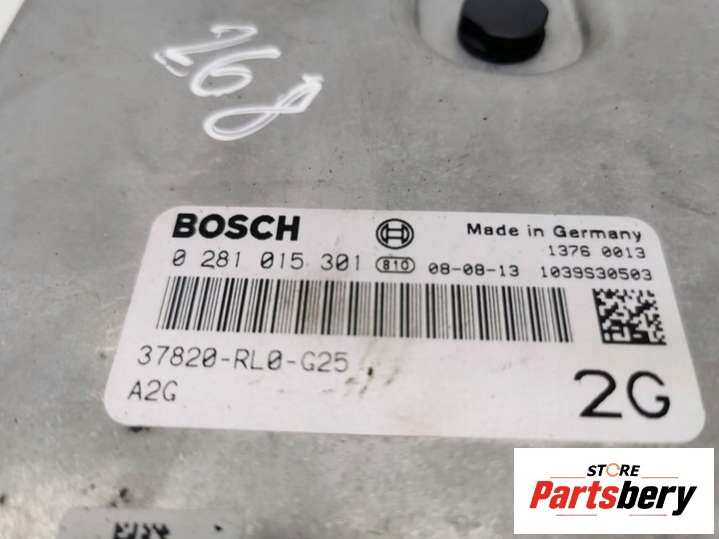 268
BOSCH Made in Germany
1376 0013
0 281 015 301 810 08-08-13 1039S30503
37820-RL0-G25
A2G 2G
STORE
Partsbery